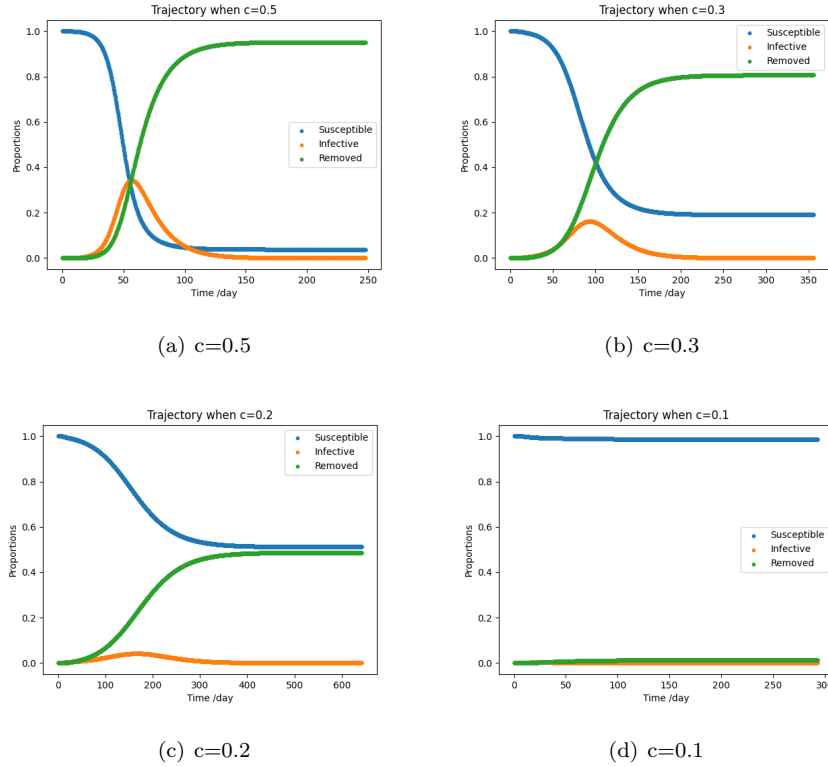 Trajectory when c=0.5
1.0
0.8
0.6
0.4
0.2
0.0
Proportions
Susceptible
Infective
Removed
0 50 100 150 200 250
Time /day
(a) c=0.5
Trajectory when c=0.3
1.0
0.8
0.6
0.4
0.2
0.0
Proportions
Susceptible
Infective
Removed
0 50 100 150 200 250 300 350
Time /day
(b) c=0.3
Trajectory when c=0.2
1.0
0.8
0.6
0.4
0.2
0.0
Proportions
Susceptible
Infective
Removed
0 100 200 300 400 500 600
Time /day
(c) c=0.2
Trajectory when c=0.1
1.0
0.8
0.6
0.4
0.2
0.0
Proportions
Susceptible
Infective
Removed
0 50 100 150 200 250 300
Time /day
(d) c=0.1